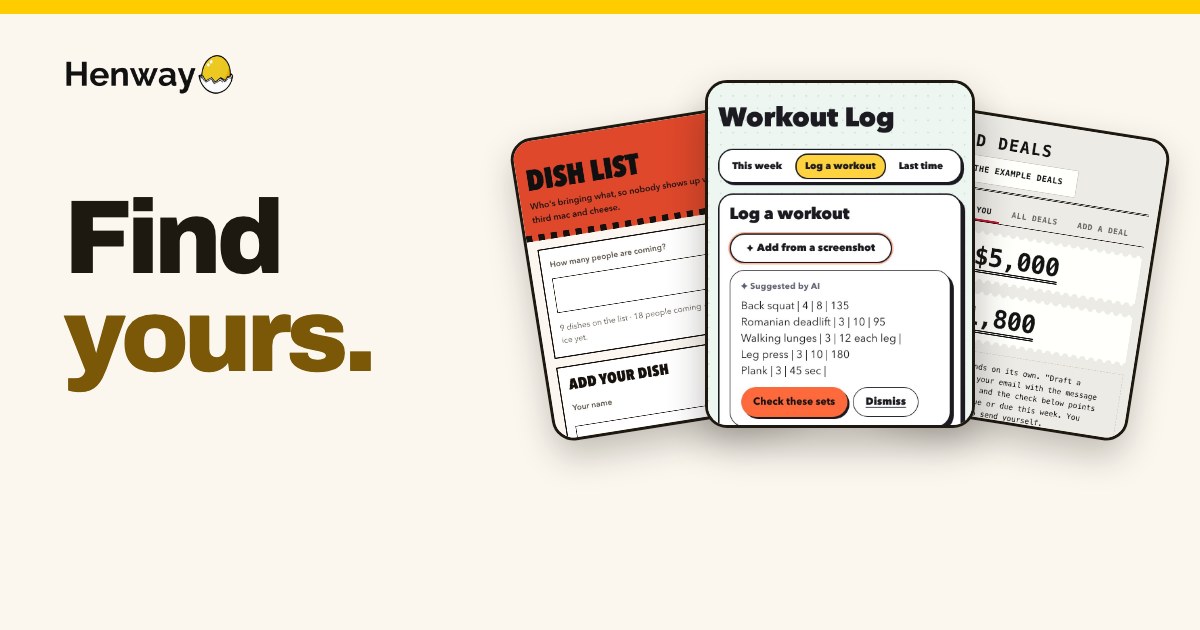 Henway
Find
yours.
DISH LIST
Who's bringing what, so nobody shows up
third mac and cheese.
How many people are coming?
9 dishes on the list · 18 people coming
ice yet.
ADD YOUR DISH
Your name
Workout Log
This week
Log a workout
Last time
Log a workout
+ Add from a screenshot
✦ Suggested by AI
Back squat | 4 | 8 | 135
Romanian deadlift | 3 | 10 | 95
Walking lunges | 3 | 12 each leg |
Leg press | 3 | 10 | 180
Plank | 3 | 45 sec |
Check these sets
Dismiss
D DEALS
THE EXAMPLE DEALS
YOU
ALL DEALS
ADD A DEAL
$5,000
,800
on its own. "Draft a
your email with the message
and the check below points
or due this week. You
send yourself.